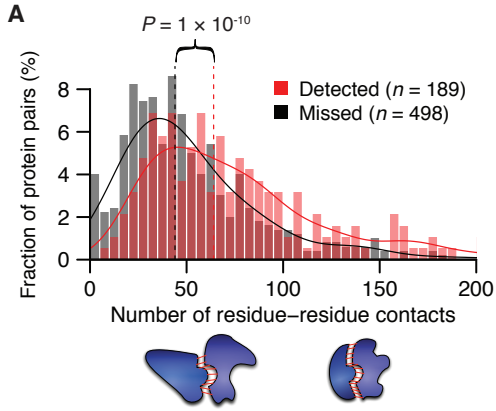 A
P = 1 × 10⁻¹⁰
Detected (n = 189)
Missed (n = 498)
Fraction of protein pairs (%)
8
6
4
2
0
0 50 100 150 200
Number of residue–residue contacts